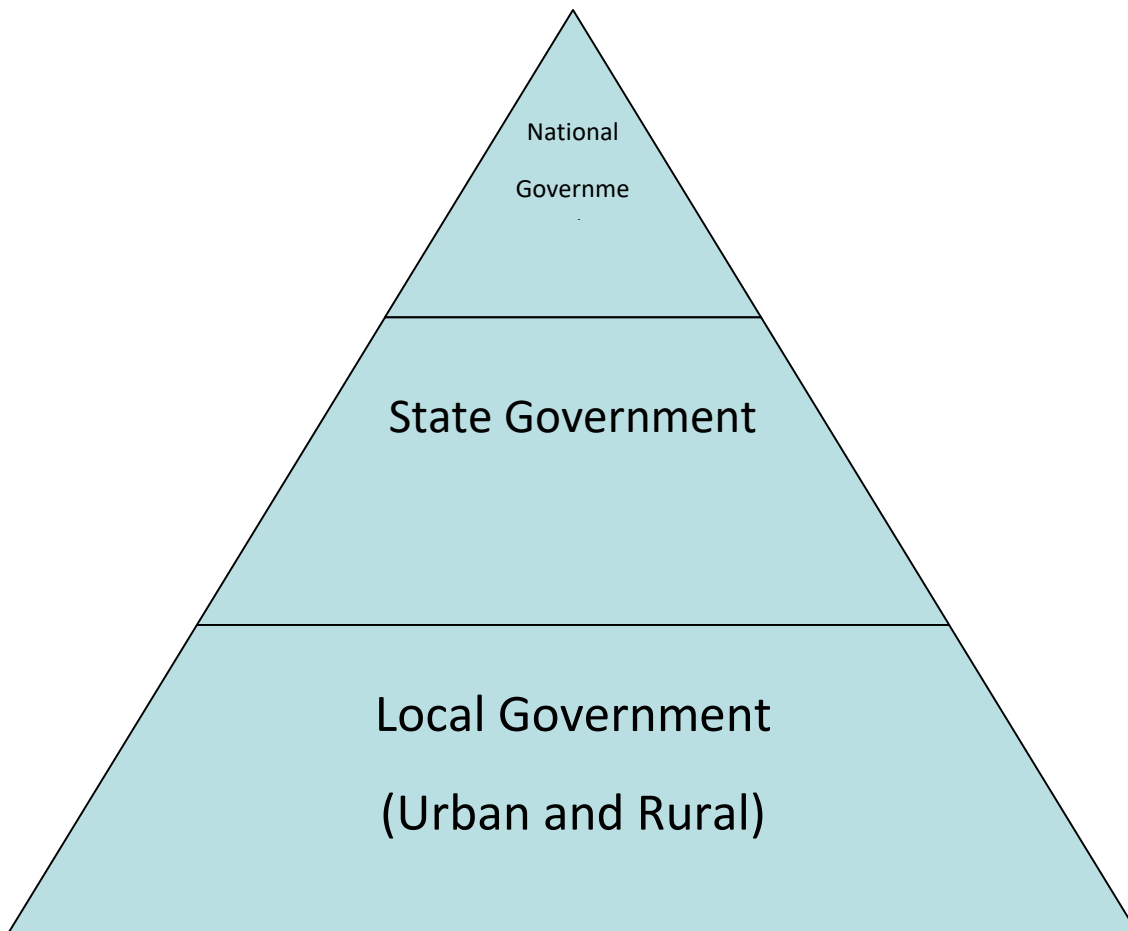 National
Governme
State Government
Local Government
(Urban and Rural)